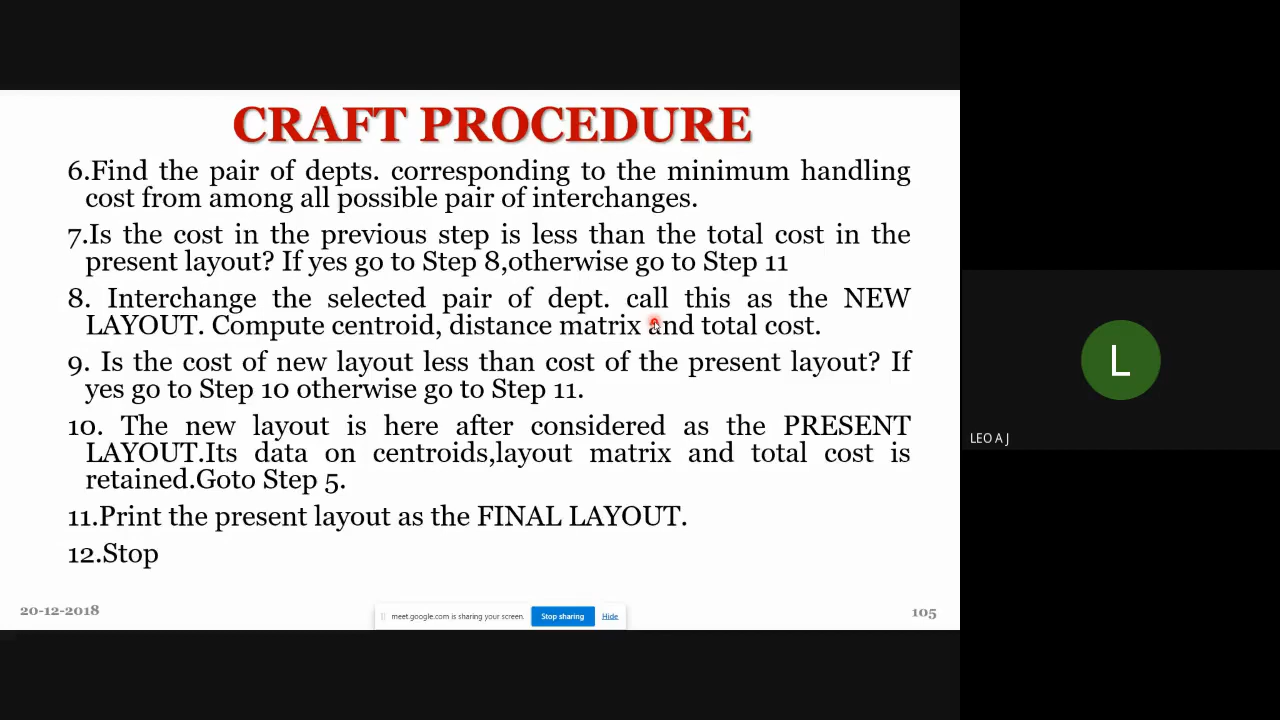 CRAFT PROCEDURE
6.Find the pair of depts. corresponding to the minimum handling
cost from among all possible pair of interchanges.
7.Is the cost in the previous step is less than the total cost in the
present layout? If yes go to Step 8,otherwise go to Step 11
8. Interchange the selected pair of dept. call this as the NEW
LAYOUT. Compute centroid, distance matrix and total cost.
9. Is the cost of new layout less than cost of the present layout? If
yes go to Step 10 otherwise go to Step 11.
10. The new layout is here after considered as the PRESENT
LAYOUT.Its data on centroids,layout matrix and total cost is
retained.Goto Step 5.
11.Print the present layout as the FINAL LAYOUT.
12.Stop
20-12-2018
meet.google.com is sharing your screen. Stop sharing Hide
105
L
LEO A J